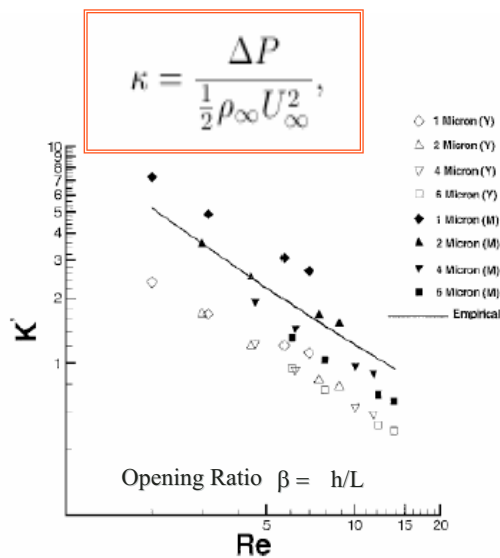 κ = ΔP / ½ρ∞U∞²,
10
9
8
7
6
5
4
3
2
1
K'
5
10
15
20
Re
Opening Ratio β = h/L
1 Micron (Y)
2 Micron (Y)
4 Micron (Y)
6 Micron (Y)
1 Micron (M)
2 Micron (M)
4 Micron (M)
6 Micron (M)
Empirical